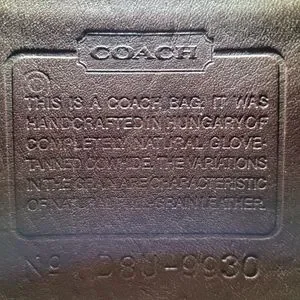 COACH
THIS IS A COACH BAG. IT WAS
HANDCRAFTED IN HUNGARY OF
COMPLETELY NATURAL GLOVE-
TANNED COWHIDE. THE VARIATIONS
IN THE GRAIN ARE CHARACTERISTIC
OF NATURAL FULL-GRAIN LEATHER.
Nº D8U-9930